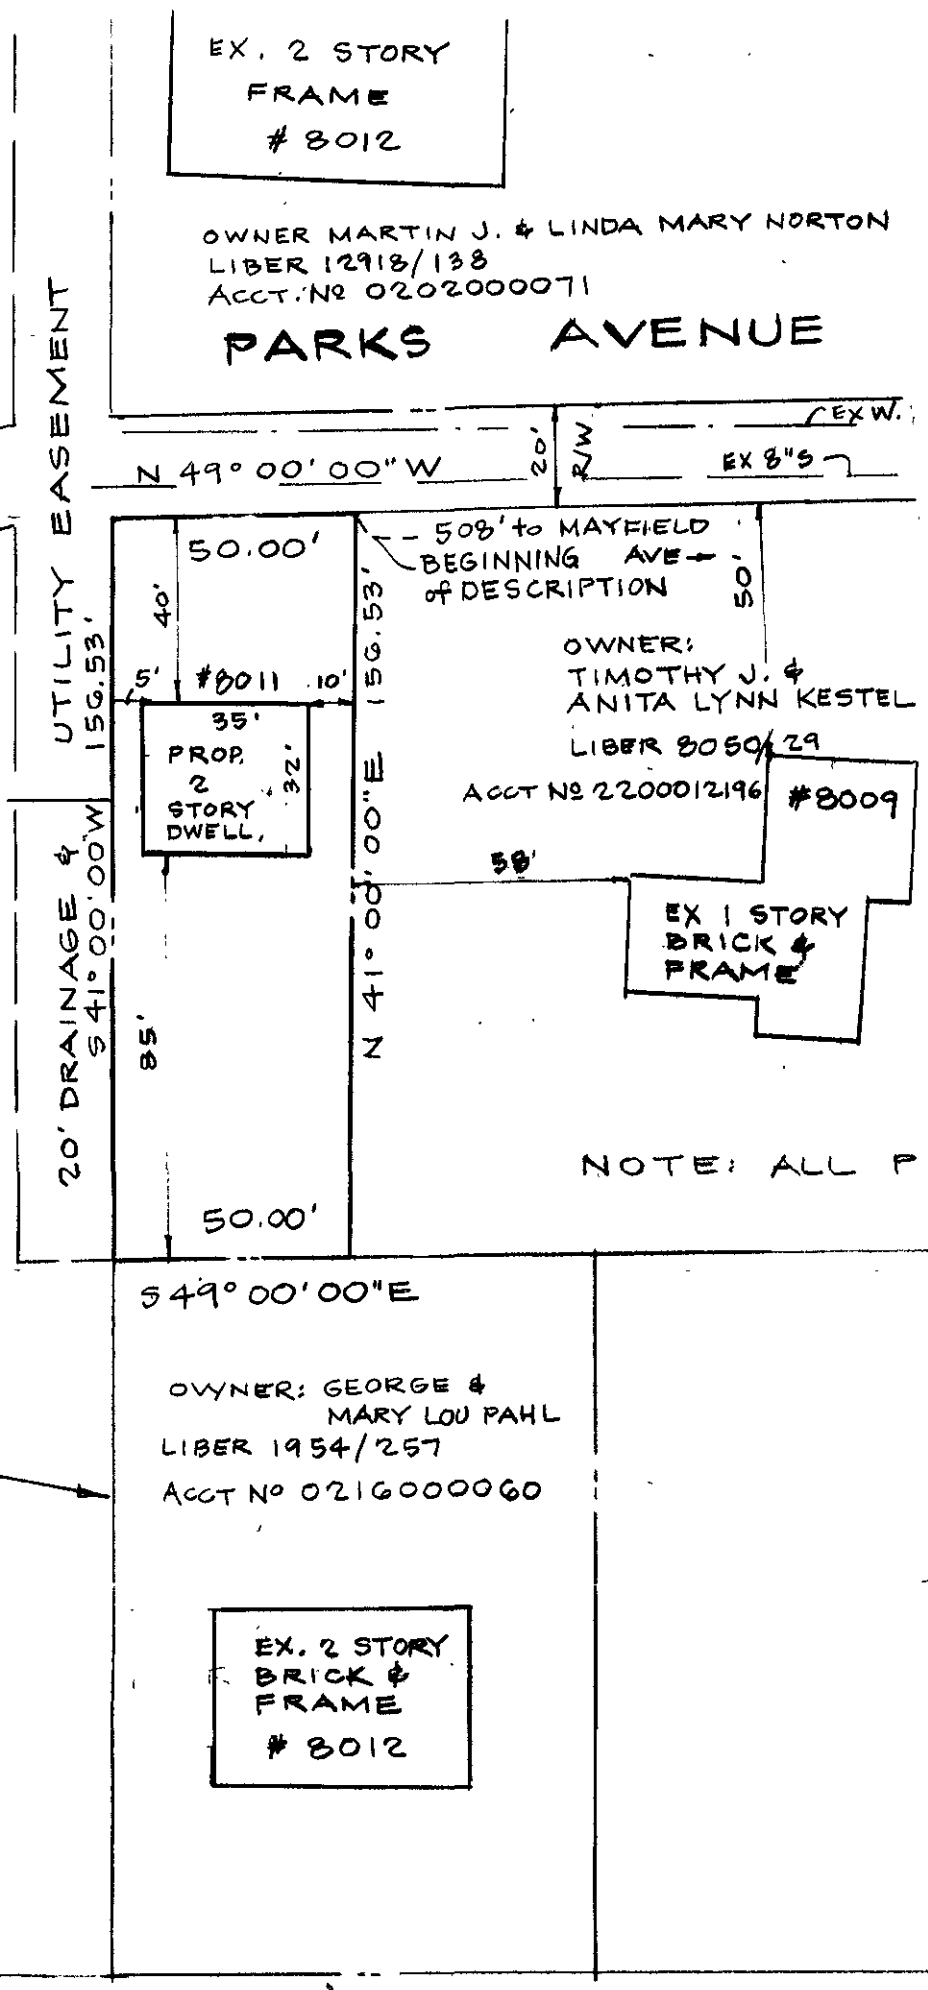 EX. 2 STORY
FRAME
# 8012
OWNER MARTIN J. & LINDA MARY NORTON
LIBER 12918/138
ACCT. Nº 0202000071
PARKS AVENUE
EX W.
20' R/W
EX 8"S
N 49° 00' 00" W
50.00'
508' to MAYFIELD
BEGINNING AVE
of DESCRIPTION
40'
50'
156.53'
N 41° 00' 00" E
20' DRAINAGE & UTILITY EASEMENT
S 41° 00' 00" W
156.53'
OWNER:
TIMOTHY J. &
ANITA LYNN KESTEL
LIBER 8050/29
ACCT Nº 2200012196
5'
#8011
10'
35'
PROP.
2
STORY
DWELL.
32'
#8009
58'
EX 1 STORY
BRICK &
FRAME
85'
NOTE: ALL P
50.00'
S 49° 00' 00" E
OWNER: GEORGE &
MARY LOU PAHL
LIBER 1954/257
ACCT Nº 0216000060
EX. 2 STORY
BRICK &
FRAME
# 8012